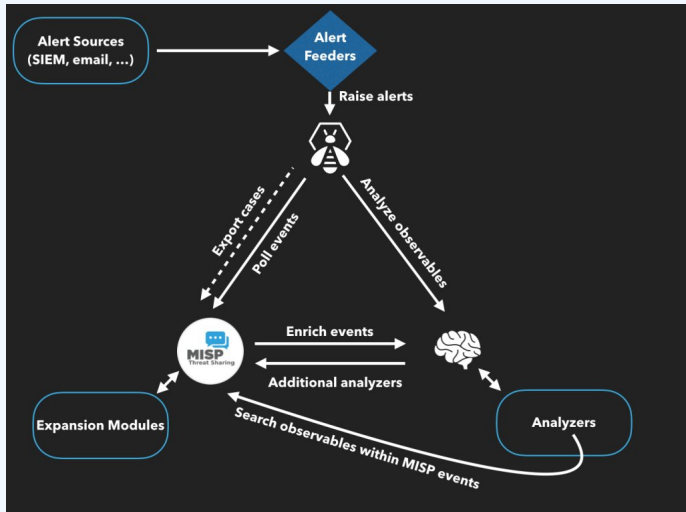 Alert Sources
(SIEM, email, ...)
Alert
Feeders
Raise alerts
Export cases
Poll events
Analyze observables
MISP
Threat Sharing
Enrich events
Additional analyzers
Expansion Modules
Search observables within MISP events
Analyzers